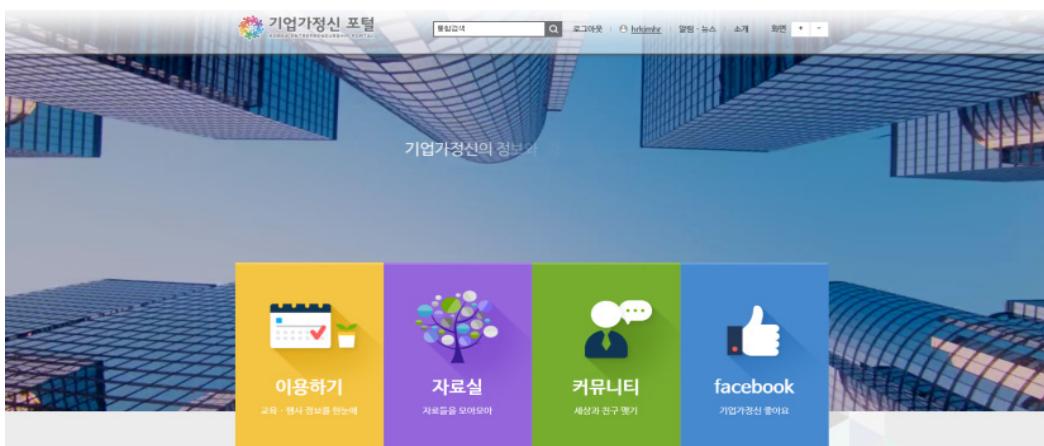 기업가정신 포털
KOREA ENTREPRENEURSHIP PORTAL
통합검색
로그아웃 hrkimhr 알림·뉴스 소개 화면 + -
기업가정신의 정보와
이용하기
교육·행사 정보를 한눈에
자료실
자료들을 모아모아
커뮤니티
세상과 친구 맺기
facebook
기업가정신 좋아요